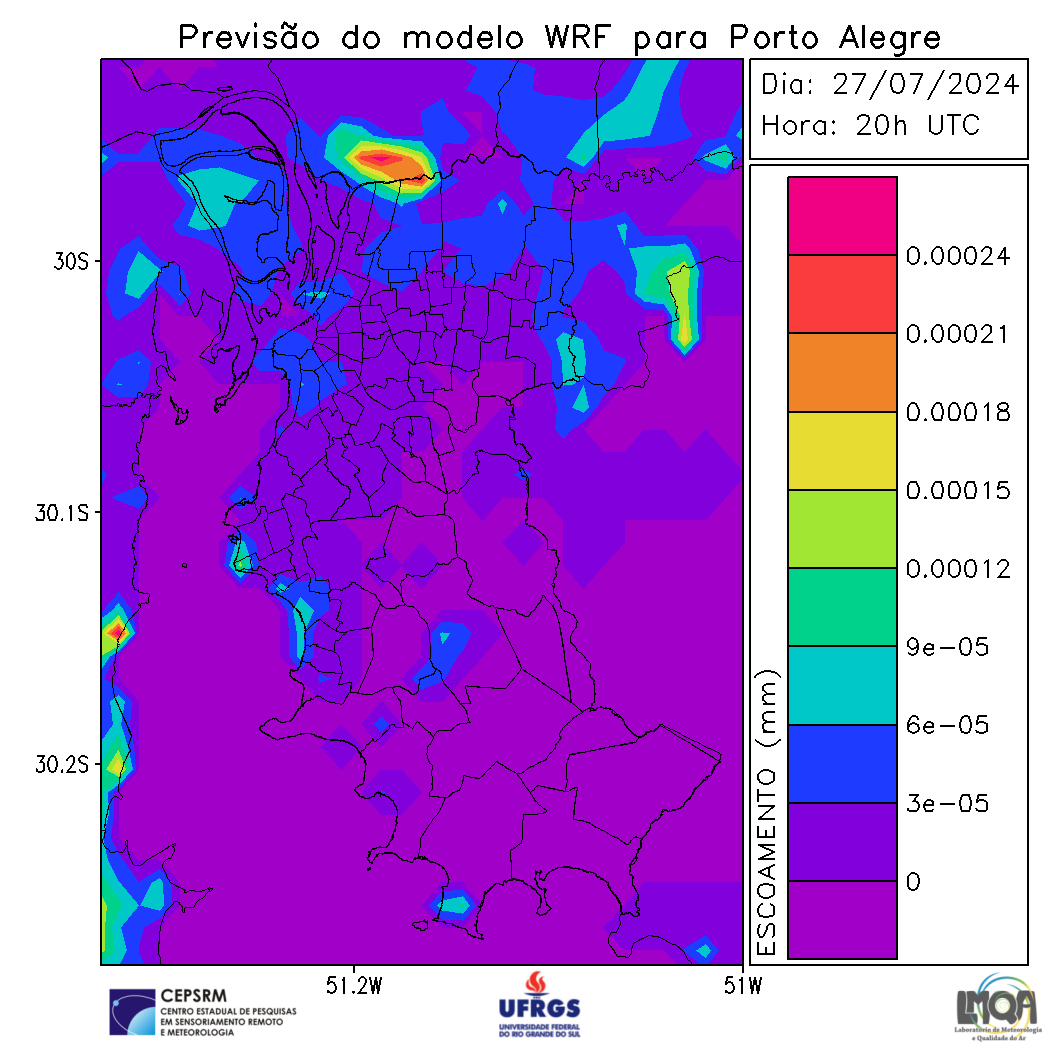 Previsão do modelo WRF para Porto Alegre
Dia: 27/07/2024
Hora: 20h UTC
30S
30.1S
30.2S
51.2W
51W
ESCOAMENTO (mm)
0.00024
0.00021
0.00018
0.00015
0.00012
9e-05
6e-05
3e-05
0
CEPSRM
CENTRO ESTADUAL DE PESQUISAS
EM SENSORIAMENTO REMOTO
E METEOROLOGIA
UFRGS
UNIVERSIDADE FEDERAL
DO RIO GRANDE DO SUL
LMQA
Laboratório de Meteorologia
e Qualidade do Ar